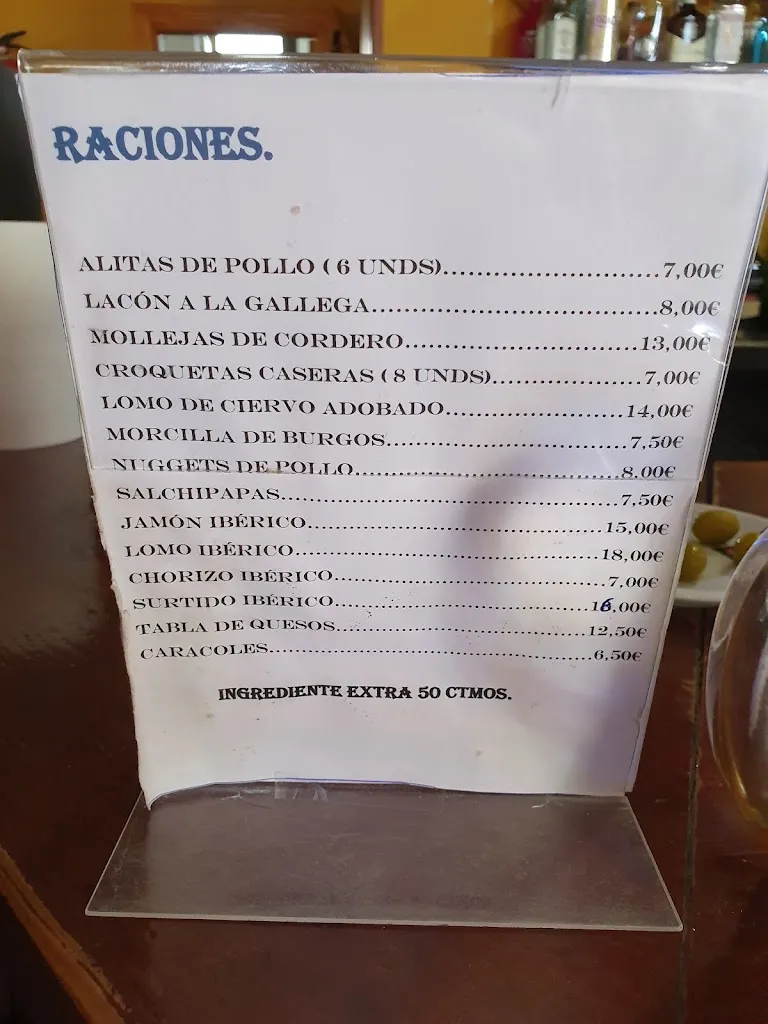 RACIONES.
ALITAS DE POLLO ( 6 UNDS)...........................7,00€
LACÓN A LA GALLEGA....................................8,00€
MOLLEJAS DE CORDERO.............................13,00€
CROQUETAS CASERAS ( 8 UNDS)...................7,00€
LOMO DE CIERVO ADOBADO.......................14,00€
MORCILLA DE BURGOS................................7,50€
NUGGETS DE POLLO...................................8.00€
SALCHIPAPAS.............................................7,50€
JAMÓN IBÉRICO........................................15,00€
LOMO IBÉRICO..........................................18,00€
CHORIZO IBÉRICO.......................................7,00€
SURTIDO IBÉRICO.....................................16,00€
TABLA DE QUESOS....................................12,50€
CARACOLES...............................................6,50€
INGREDIENTE EXTRA 50 CTMOS.